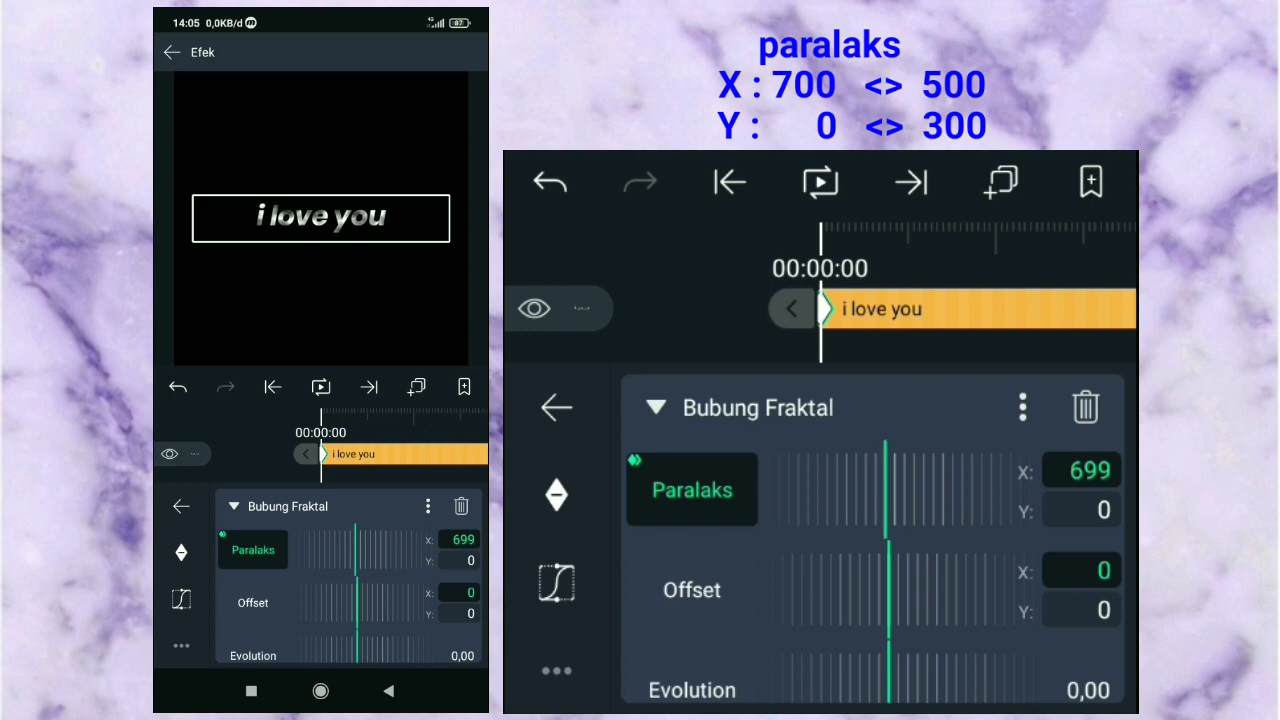 14:05 0,0KB/d
4G
87
Efek
i love you
00:00:00
i love you
Bubung Fraktal
Paralaks
X: 699
Y: 0
Offset
X: 0
Y: 0
Evolution 0,00
paralaks
X : 700 <> 500
Y : 0 <> 300
00:00:00
i love you
Bubung Fraktal
Paralaks
X: 699
Y: 0
Offset
X: 0
Y: 0
Evolution 0,00